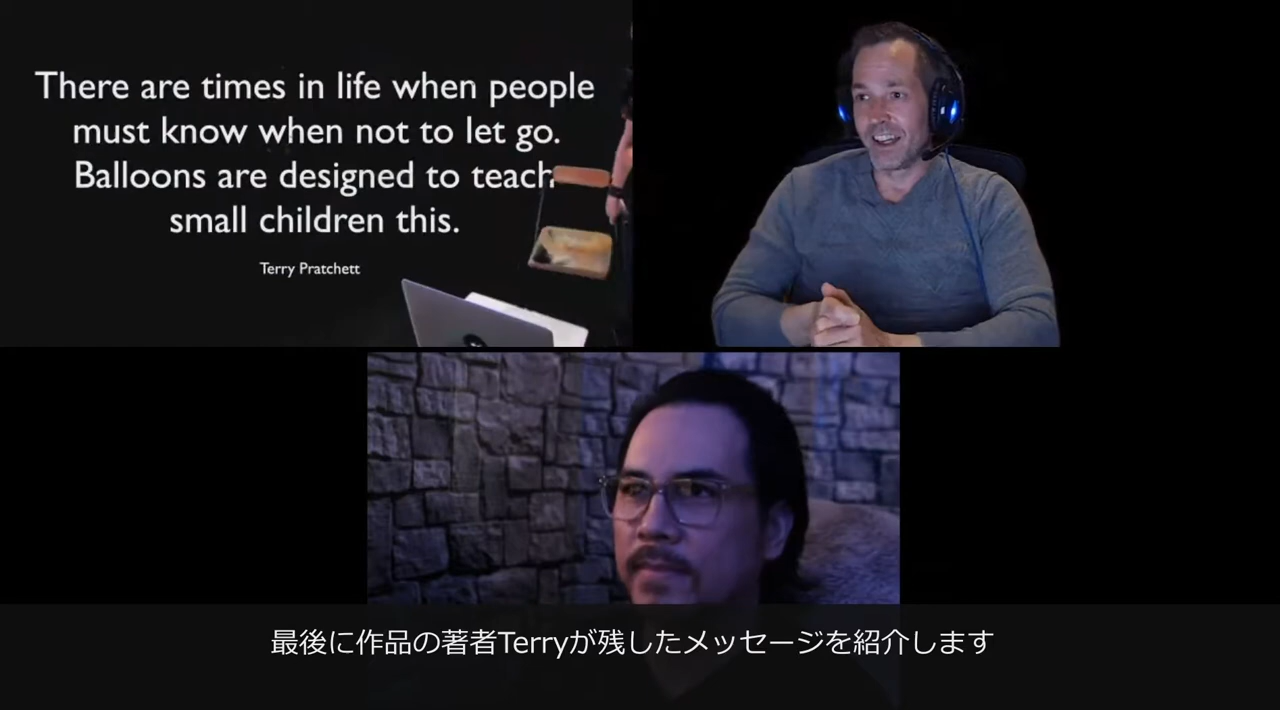 There are times in life when people
must know when not to let go.
Balloons are designed to teach
small children this.
Terry Pratchett
最後に作品の著者Terryが残したメッセージを紹介します